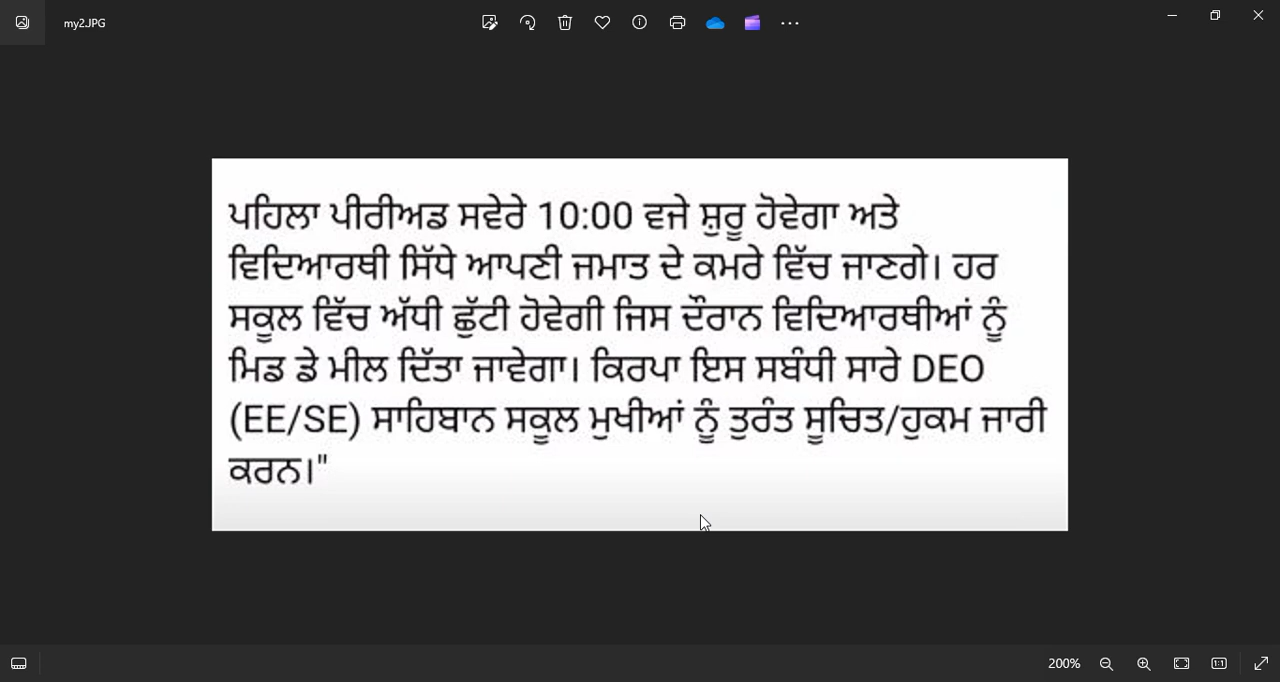 my2.JPG
ਪਹਿਲਾ ਪੀਰੀਅਡ ਸਵੇਰੇ 10:00 ਵਜੇ ਸ਼ੁਰੂ ਹੋਵੇਗਾ ਅਤੇ
ਵਿਦਿਆਰਥੀ ਸਿੱਧੇ ਆਪਣੀ ਜਮਾਤ ਦੇ ਕਮਰੇ ਵਿੱਚ ਜਾਣਗੇ। ਹਰ
ਸਕੂਲ ਵਿੱਚ ਅੱਧੀ ਛੁੱਟੀ ਹੋਵੇਗੀ ਜਿਸ ਦੌਰਾਨ ਵਿਦਿਆਰਥੀਆਂ ਨੂੰ
ਮਿਡ ਡੇ ਮੀਲ ਦਿੱਤਾ ਜਾਵੇਗਾ। ਕਿਰਪਾ ਇਸ ਸਬੰਧੀ ਸਾਰੇ DEO
(EE/SE) ਸਾਹਿਬਾਨ ਸਕੂਲ ਮੁਖੀਆਂ ਨੂੰ ਤੁਰੰਤ ਸੂਚਿਤ/ਹੁਕਮ ਜਾਰੀ
ਕਰਨ।"
200%